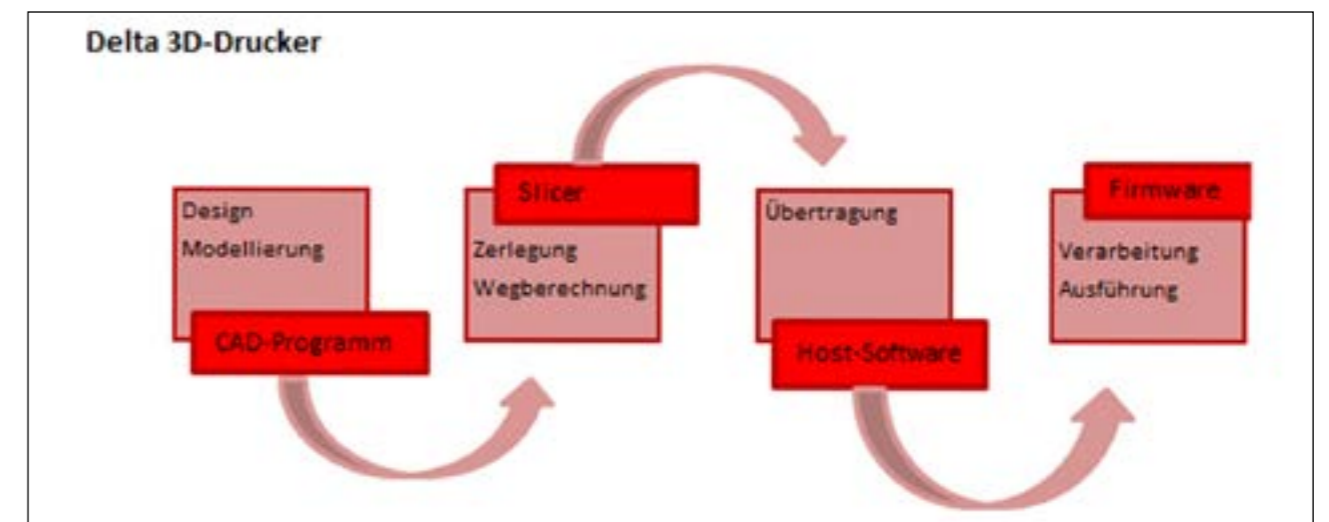 Delta 3D-Drucker
Design
Modellierung
CAD-Programm
Slicer
Zerlegung
Wegberechnung
Übertragung
Host-Software
Firmware
Verarbeitung
Ausführung